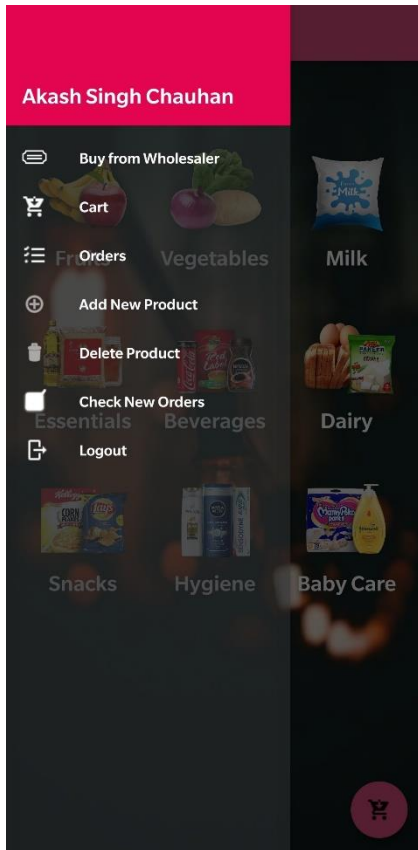 Akash Singh Chauhan
Buy from Wholesaler
Cart
Orders
Add New Product
Delete Product
Check New Orders
Logout
Fruits
Vegetables
Milk
Milk
Essentials
Beverages
Dairy
Snacks
Hygiene
Baby Care